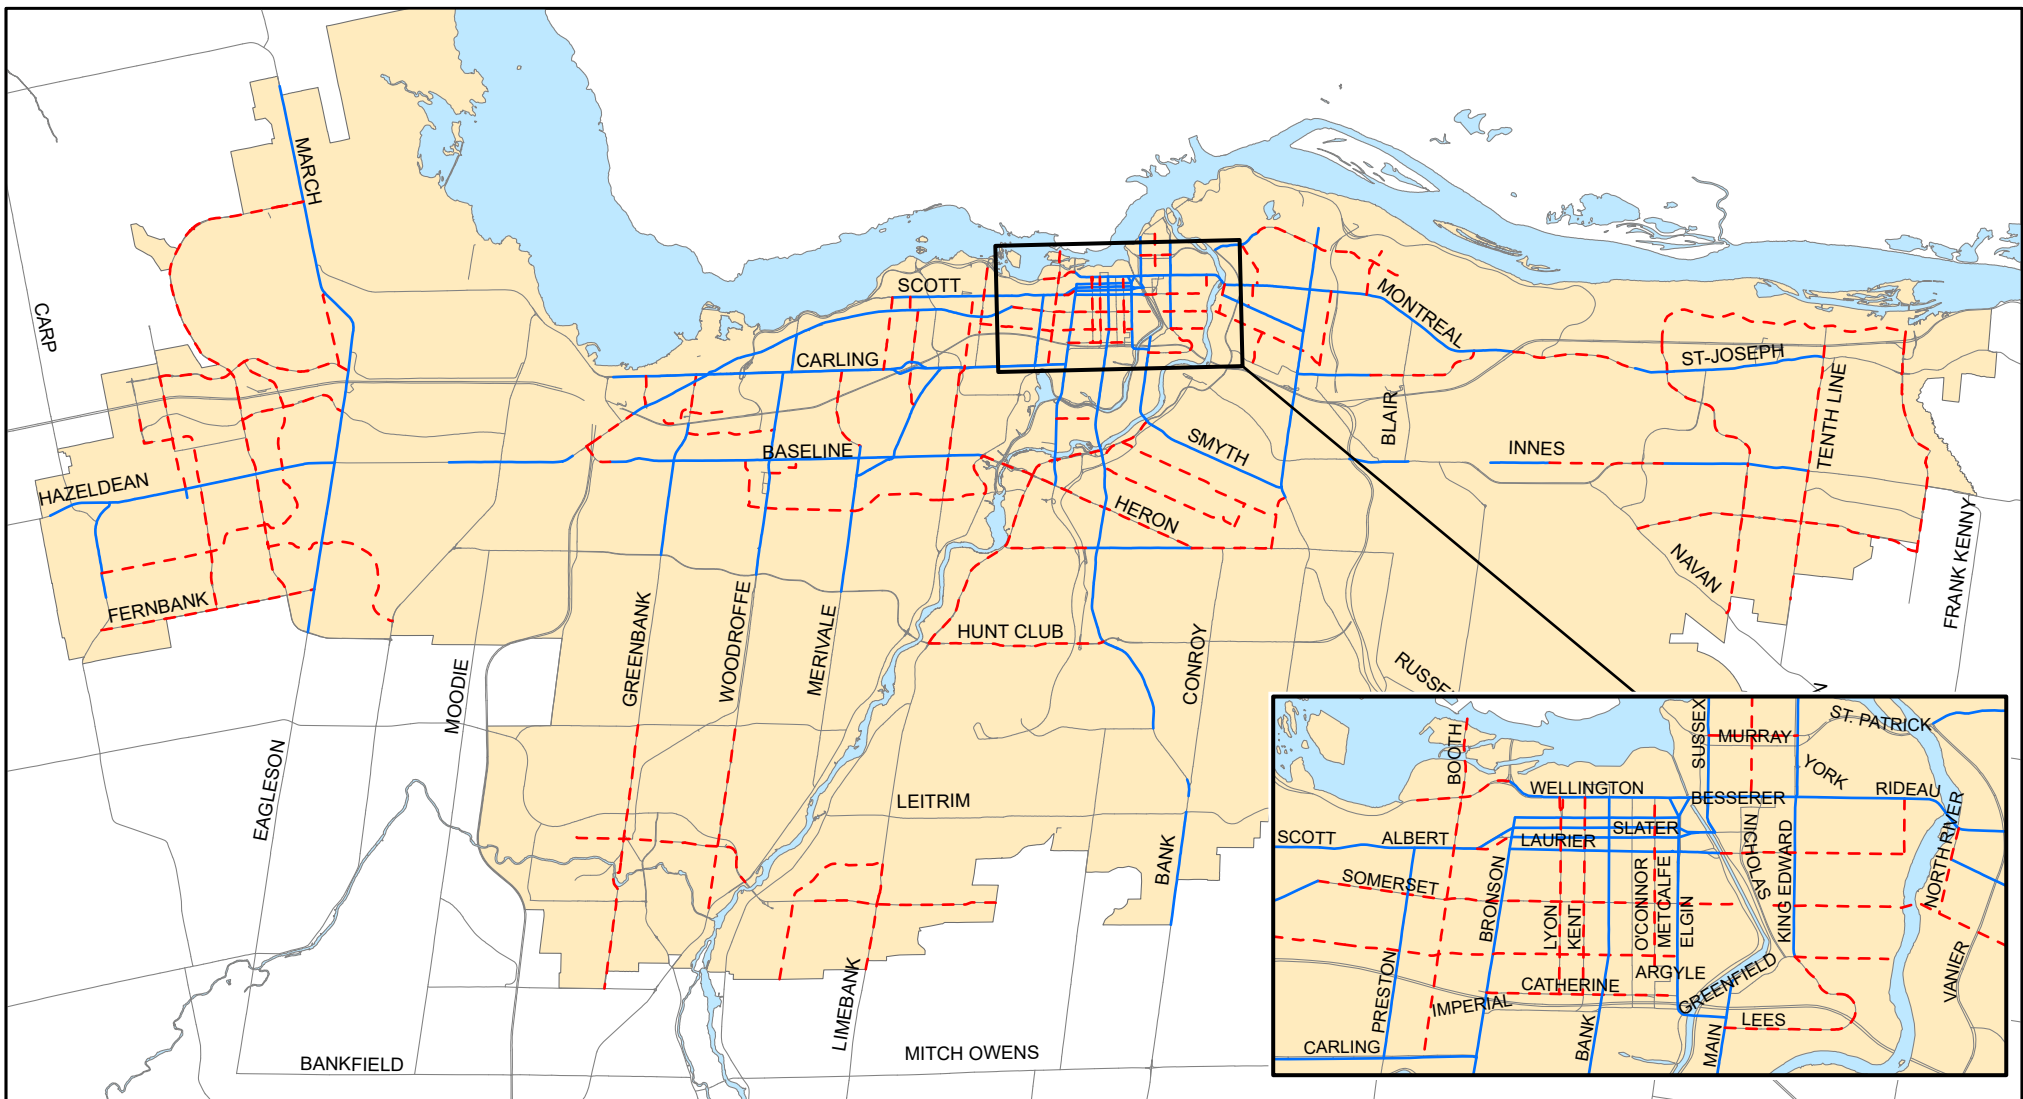 MARCH
CARP
SCOTT
CARLING
MONTREAL
ST-JOSEPH
TENTH LINE
BLAIR
INNES
SMYTH
BASELINE
HAZELDEAN
HERON
NAVAN
FRANK KENNY
FERNBANK
GREENBANK
WOODROFFE
MERIVALE
HUNT CLUB
CONROY
MOODIE
EAGLESON
LEITRIM
BANK
LIMEBANK
BANKFIELD
MITCH OWENS
RUSSE
SUSSEX
ST. PATRICK
MURRAY
BOOTH
YORK
WELLINGTON
BESSERER
RIDEAU
SCOTT
ALBERT
SLATER
LAURIER
NICHOLAS
KING EDWARD
NORTH RIVER
SOMERSET
BRONSON
LYON
KENT
O'CONNOR
METCALFE
ELGIN
PRESTON
IMPERIAL
CATHERINE
ARGYLE
GREENFIELD
VANIER
LEES
CARLING
BANK
MAIN